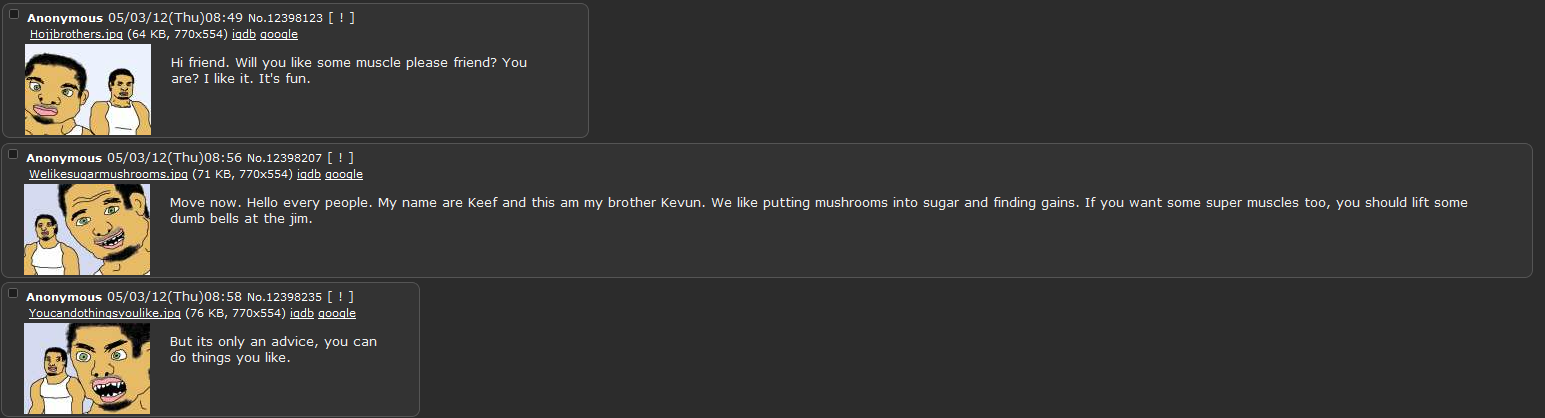 Anonymous 05/03/12(Thu)08:49 No.12398123 [ ! ]
Hojjbrothers.jpg (64 KB, 770x554) iqdb google
Hi friend. Will you like some muscle please friend? You
are? I like it. It's fun.
Anonymous 05/03/12(Thu)08:56 No.12398207 [ ! ]
Welikesugarmushrooms.jpg (71 KB, 770x554) iqdb google
Move now. Hello every people. My name are Keef and this am my brother Kevun. We like putting mushrooms into sugar and finding gains. If you want some super muscles too, you should lift some
dumb bells at the jim.
Anonymous 05/03/12(Thu)08:58 No.12398235 [ ! ]
Youcandothingsyoulike.jpg (76 KB, 770x554) iqdb google
But its only an advice, you can
do things you like.